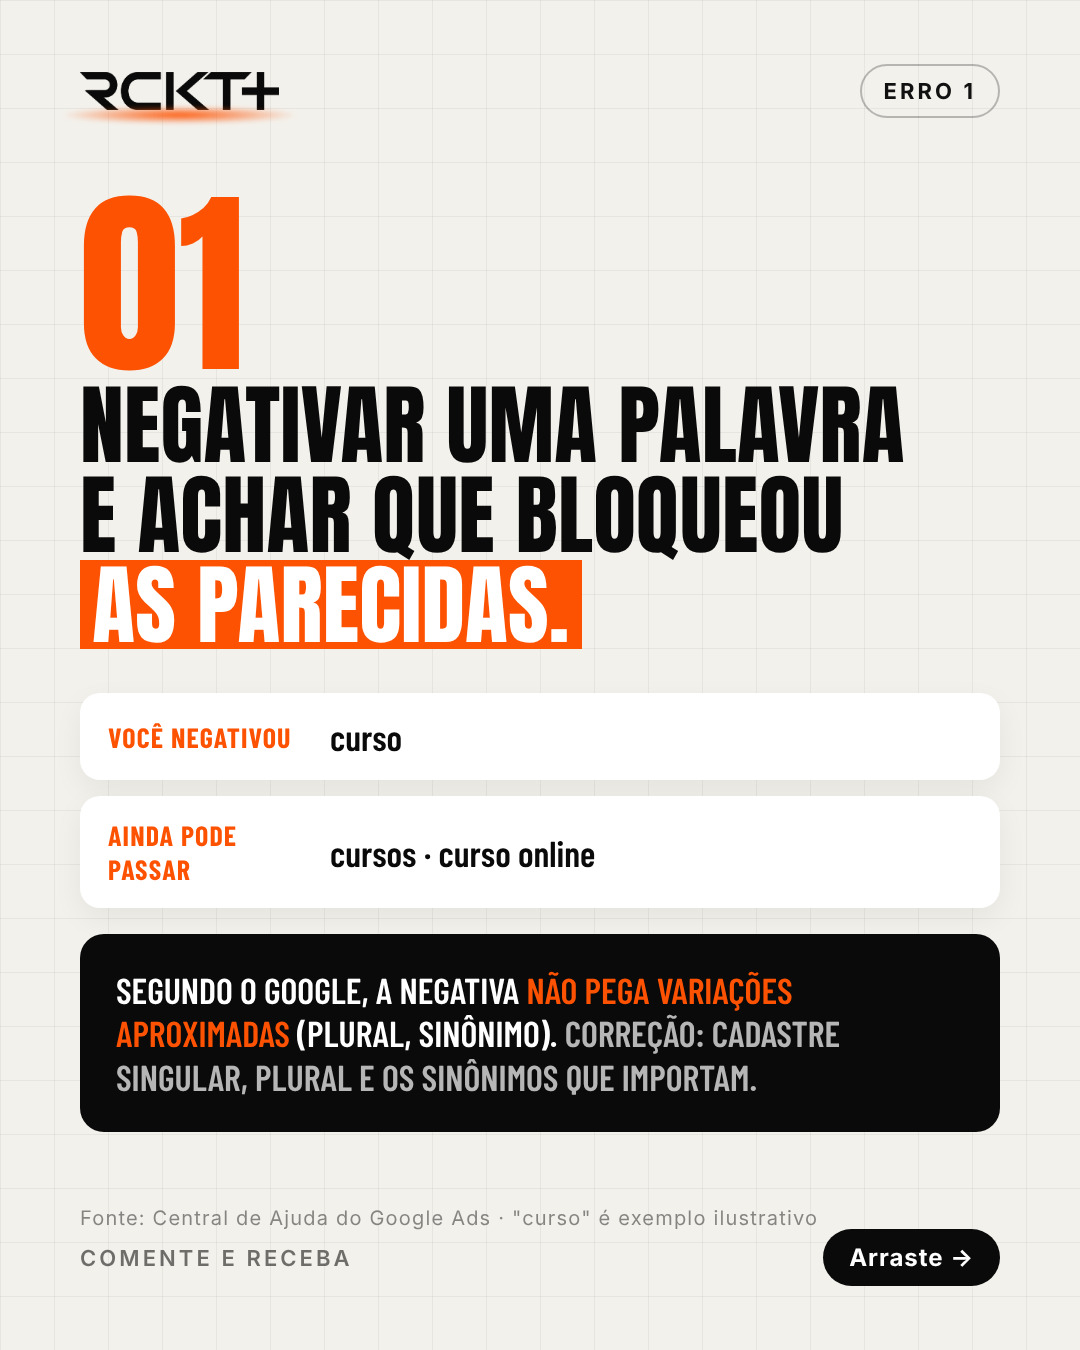 RCKT+
ERRO 1
01
NEGATIVAR UMA PALAVRA
E ACHAR QUE BLOQUEOU
AS PARECIDAS.
VOCÊ NEGATIVOU curso
AINDA PODE
PASSAR
cursos · curso online
SEGUNDO O GOOGLE, A NEGATIVA NÃO PEGA VARIAÇÕES
APROXIMADAS (PLURAL, SINÔNIMO). CORREÇÃO: CADASTRE
SINGULAR, PLURAL E OS SINÔNIMOS QUE IMPORTAM.
Fonte: Central de Ajuda do Google Ads · "curso" é exemplo ilustrativo
COMENTE E RECEBA
Arraste →